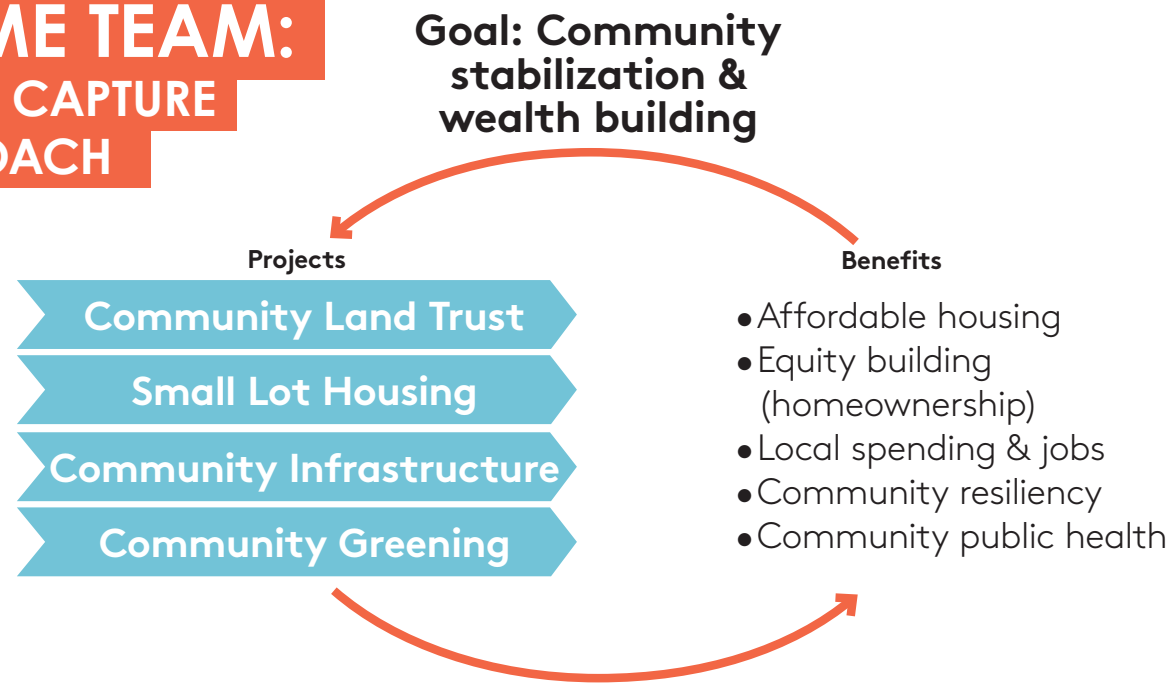 ME TEAM:
CAPTURE
OACH
Goal: Community
stabilization &
wealth building
Projects
Community Land Trust
Small Lot Housing
Community Infrastructure
Community Greening
Benefits
•Affordable housing
•Equity building
(homeownership)
•Local spending & jobs
•Community resiliency
•Community public health